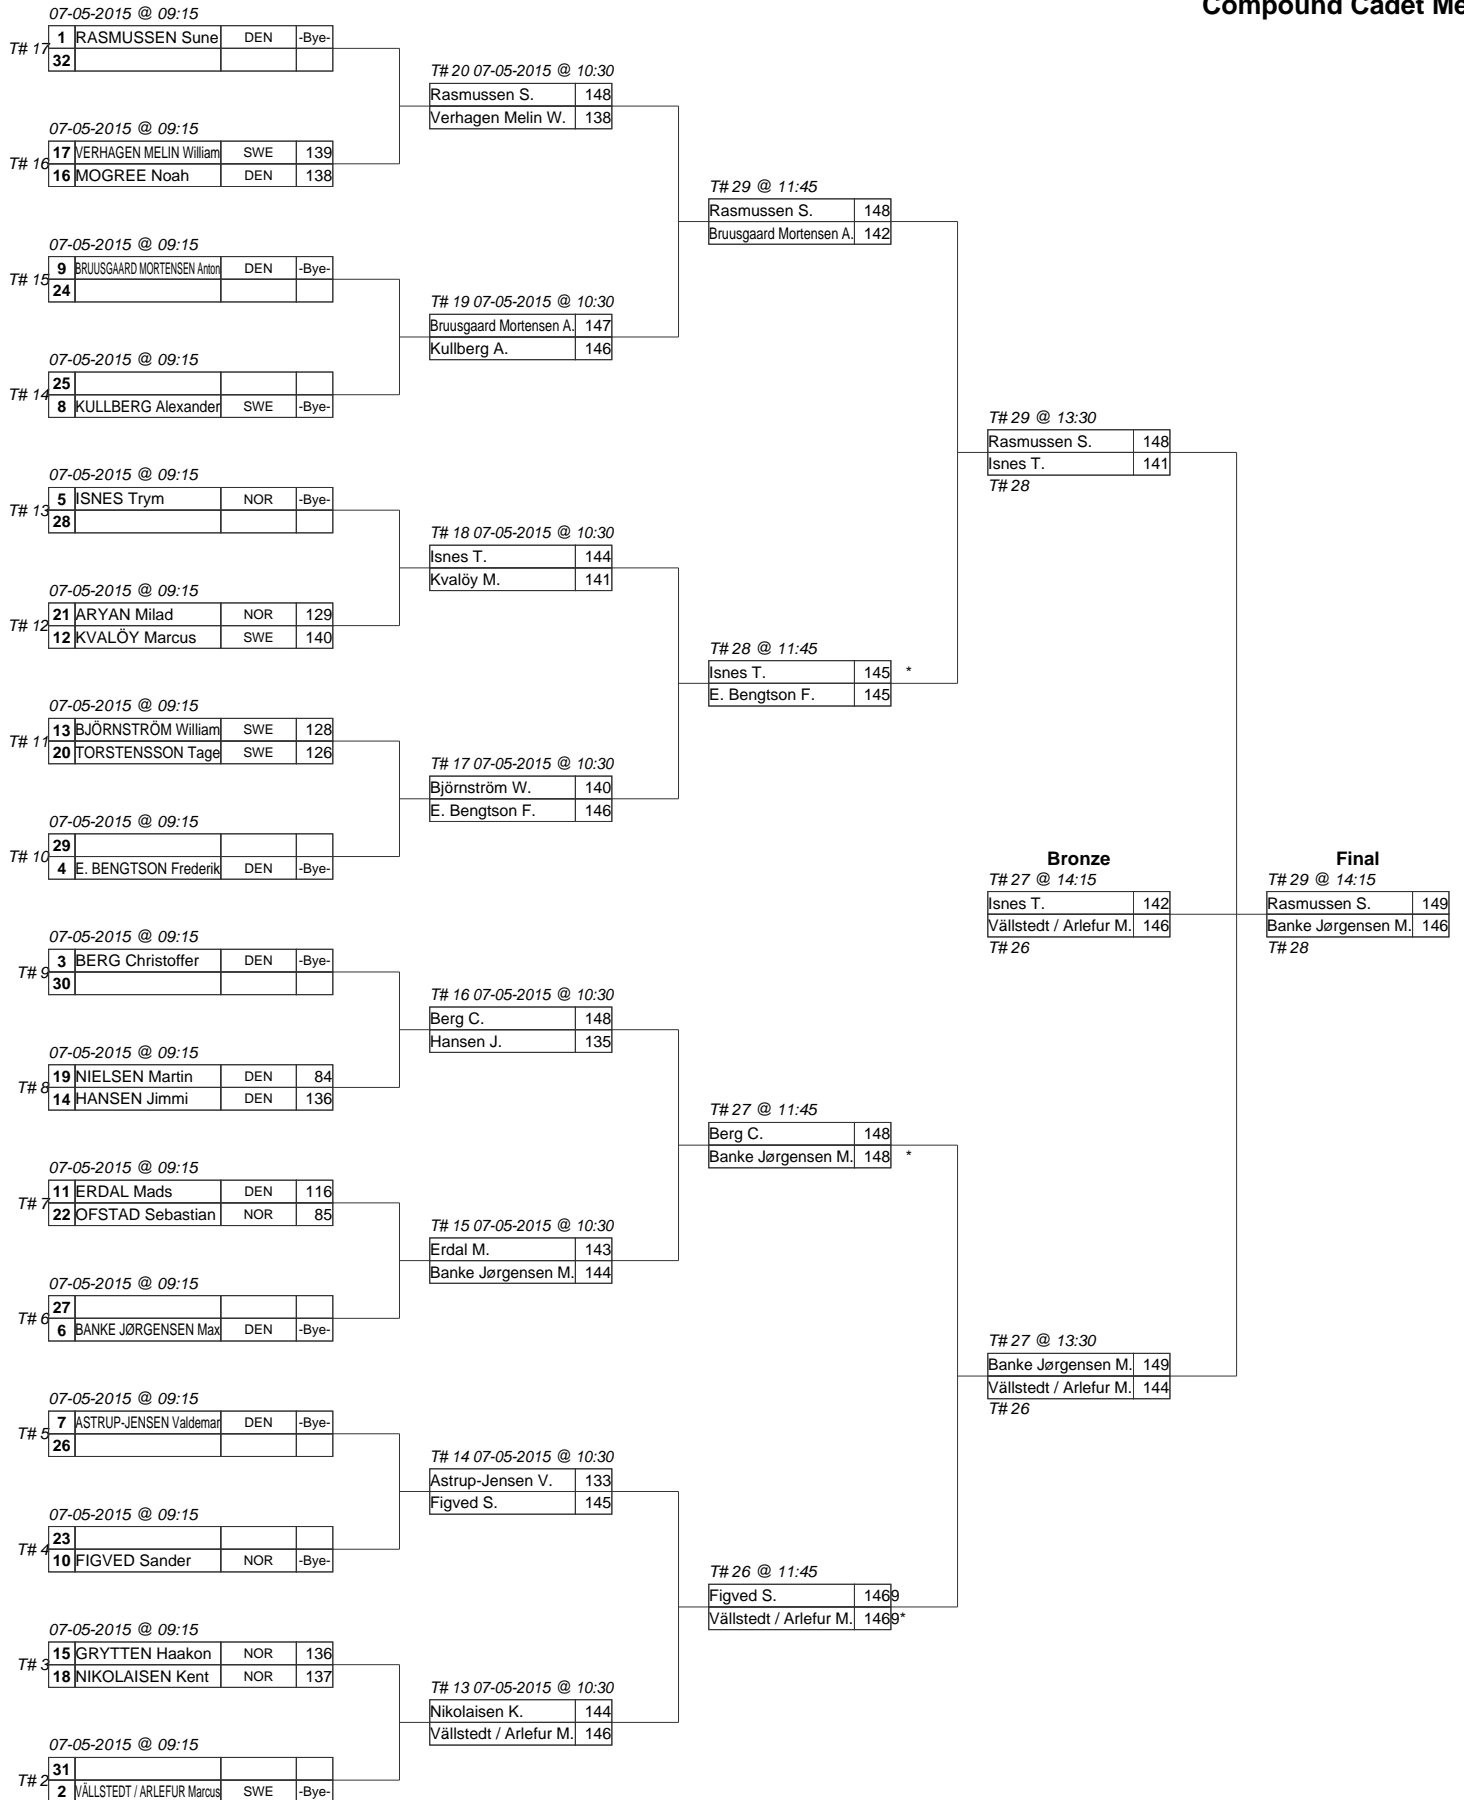 Compound Cadet Me
07-05-2015 @ 09:15
T# 17
1 RASMUSSEN Sune DEN -Bye-
32
07-05-2015 @ 09:15
T# 16
17 VERHAGEN MELIN William SWE 139
16 MOGREE Noah DEN 138
07-05-2015 @ 09:15
T# 15
9 BRUUSGAARD MORTENSEN Anton DEN -Bye-
24
07-05-2015 @ 09:15
T# 14
25
8 KULLBERG Alexander SWE -Bye-
07-05-2015 @ 09:15
T# 13
5 ISNES Trym NOR -Bye-
28
07-05-2015 @ 09:15
T# 12
21 ARYAN Milad NOR 129
12 KVALÖY Marcus SWE 140
07-05-2015 @ 09:15
T# 11
13 BJÖRNSTRÖM William SWE 128
20 TORSTENSSON Tage SWE 126
07-05-2015 @ 09:15
T# 10
29
4 E. BENGTSON Frederik DEN -Bye-
07-05-2015 @ 09:15
T# 9
3 BERG Christoffer DEN -Bye-
30
07-05-2015 @ 09:15
T# 8
19 NIELSEN Martin DEN 84
14 HANSEN Jimmi DEN 136
07-05-2015 @ 09:15
T# 7
11 ERDAL Mads DEN 116
22 OFSTAD Sebastian NOR 85
07-05-2015 @ 09:15
T# 6
27
6 BANKE JØRGENSEN Max DEN -Bye-
07-05-2015 @ 09:15
T# 5
7 ASTRUP-JENSEN Valdemar DEN -Bye-
26
07-05-2015 @ 09:15
T# 4
23
10 FIGVED Sander NOR -Bye-
07-05-2015 @ 09:15
T# 3
15 GRYTTEN Haakon NOR 136
18 NIKOLAISEN Kent NOR 137
07-05-2015 @ 09:15
T# 2
31
2 VÄLLSTEDT / ARLEFUR Marcus SWE -Bye-
T# 20 07-05-2015 @ 10:30
Rasmussen S. 148
Verhagen Melin W. 138
T# 19 07-05-2015 @ 10:30
Bruusgaard Mortensen A. 147
Kullberg A. 146
T# 18 07-05-2015 @ 10:30
Isnes T. 144
Kvalöy M. 141
T# 17 07-05-2015 @ 10:30
Björnström W. 140
E. Bengtson F. 146
T# 16 07-05-2015 @ 10:30
Berg C. 148
Hansen J. 135
T# 15 07-05-2015 @ 10:30
Erdal M. 143
Banke Jørgensen M. 144
T# 14 07-05-2015 @ 10:30
Astrup-Jensen V. 133
Figved S. 145
T# 13 07-05-2015 @ 10:30
Nikolaisen K. 144
Vällstedt / Arlefur M. 146
T# 29 @ 11:45
Rasmussen S. 148
Bruusgaard Mortensen A. 142
T# 28 @ 11:45
Isnes T. 145 *
E. Bengtson F. 145
T# 27 @ 11:45
Berg C. 148
Banke Jørgensen M. 148 *
T# 26 @ 11:45
Figved S. 146 9
Vällstedt / Arlefur M. 146 9*
T# 29 @ 13:30
Rasmussen S. 148
Isnes T. 141
T# 28
T# 27 @ 13:30
Banke Jørgensen M. 149
Vällstedt / Arlefur M. 144
T# 26
Bronze
T# 27 @ 14:15
Isnes T. 142
Vällstedt / Arlefur M. 146
T# 26
Final
T# 29 @ 14:15
Rasmussen S. 149
Banke Jørgensen M. 146
T# 28